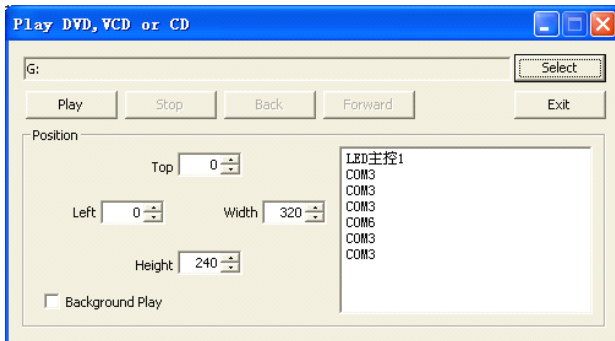 Play DVD,VCD or CD
G:
Select
Play Stop Back Forward Exit
Position
Top 0
Left 0 Width 320
Height 240
Background Play
LED主控1
COM3
COM3
COM3
COM6
COM3
COM3